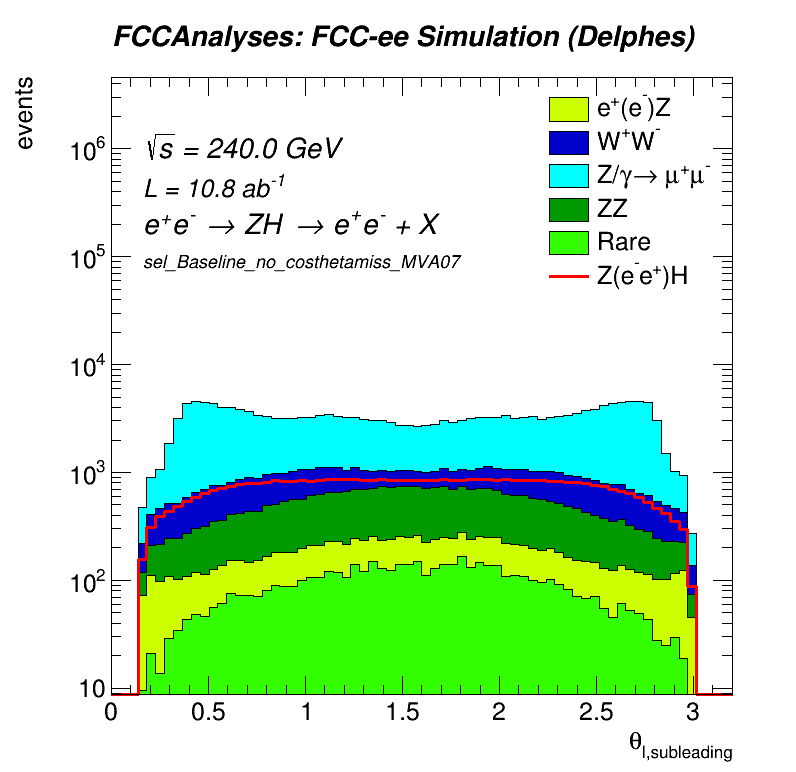 FCCAnalyses: FCC-ee Simulation (Delphes)
events
√s = 240.0 GeV
L = 10.8 ab⁻¹
e⁺e⁻ → ZH → e⁺e⁻ + X
sel_Baseline_no_costhetamiss_MVA07
e⁺(e⁻)Z
W⁺W⁻
Z/γ→ μ⁺μ⁻
ZZ
Rare
Z(e⁻e⁺)H
10⁶
10⁵
10⁴
10³
10²
10
0 0.5 1 1.5 2 2.5 3
θl,subleading